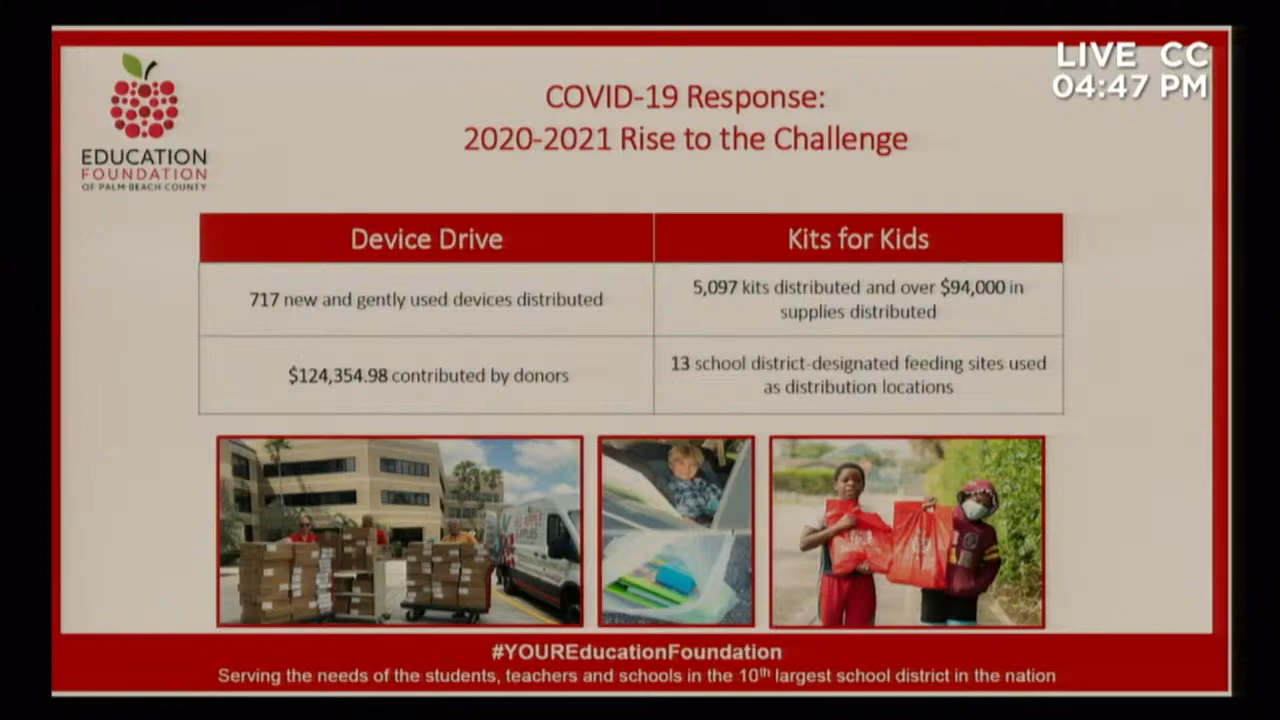 LIVE CC
04:47 PM
EDUCATION
FOUNDATION
OF PALM BEACH COUNTY
COVID-19 Response:
2020-2021 Rise to the Challenge
Device Drive
Kits for Kids
717 new and gently used devices distributed
5,097 kits distributed and over $94,000 in
supplies distributed
$124,354.98 contributed by donors
13 school district-designated feeding sites used
as distribution locations
#YOUREducationFoundation
Serving the needs of the students, teachers and schools in the 10th largest school district in the nation